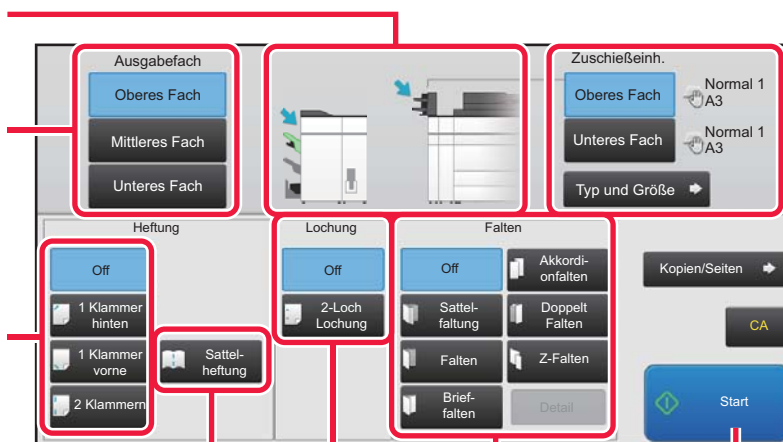 Ausgabefach
Oberes Fach
Mittleres Fach
Unteres Fach
Zuschießeinh.
Oberes Fach
Normal 1
A3
Unteres Fach
Normal 1
A3
Typ und Größe
Heftung
Off
1 Klammer
hinten
1 Klammer
vorne
2 Klammern
Sattel-
heftung
Lochung
Off
2-Loch
Lochung
Falten
Off
Akkordi-
onfalten
Sattel-
faltung
Doppelt
Falten
Falten
Z-Falten
Brief-
falten
Detail
Kopien/Seiten
CA
Start